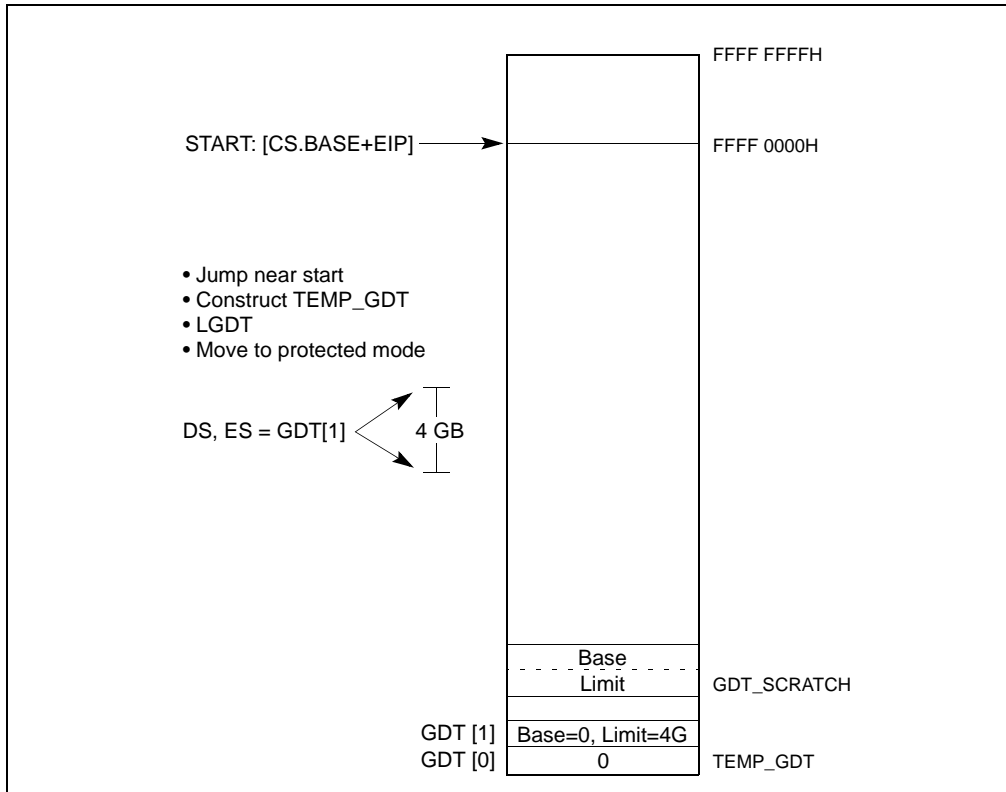 FFFF FFFFH
START: [CS.BASE+EIP]
FFFF 0000H
• Jump near start
• Construct TEMP_GDT
• LGDT
• Move to protected mode
DS, ES = GDT[1]
4 GB
Base
Limit
GDT_SCRATCH
GDT [1]
Base=0, Limit=4G
GDT [0]
0
TEMP_GDT